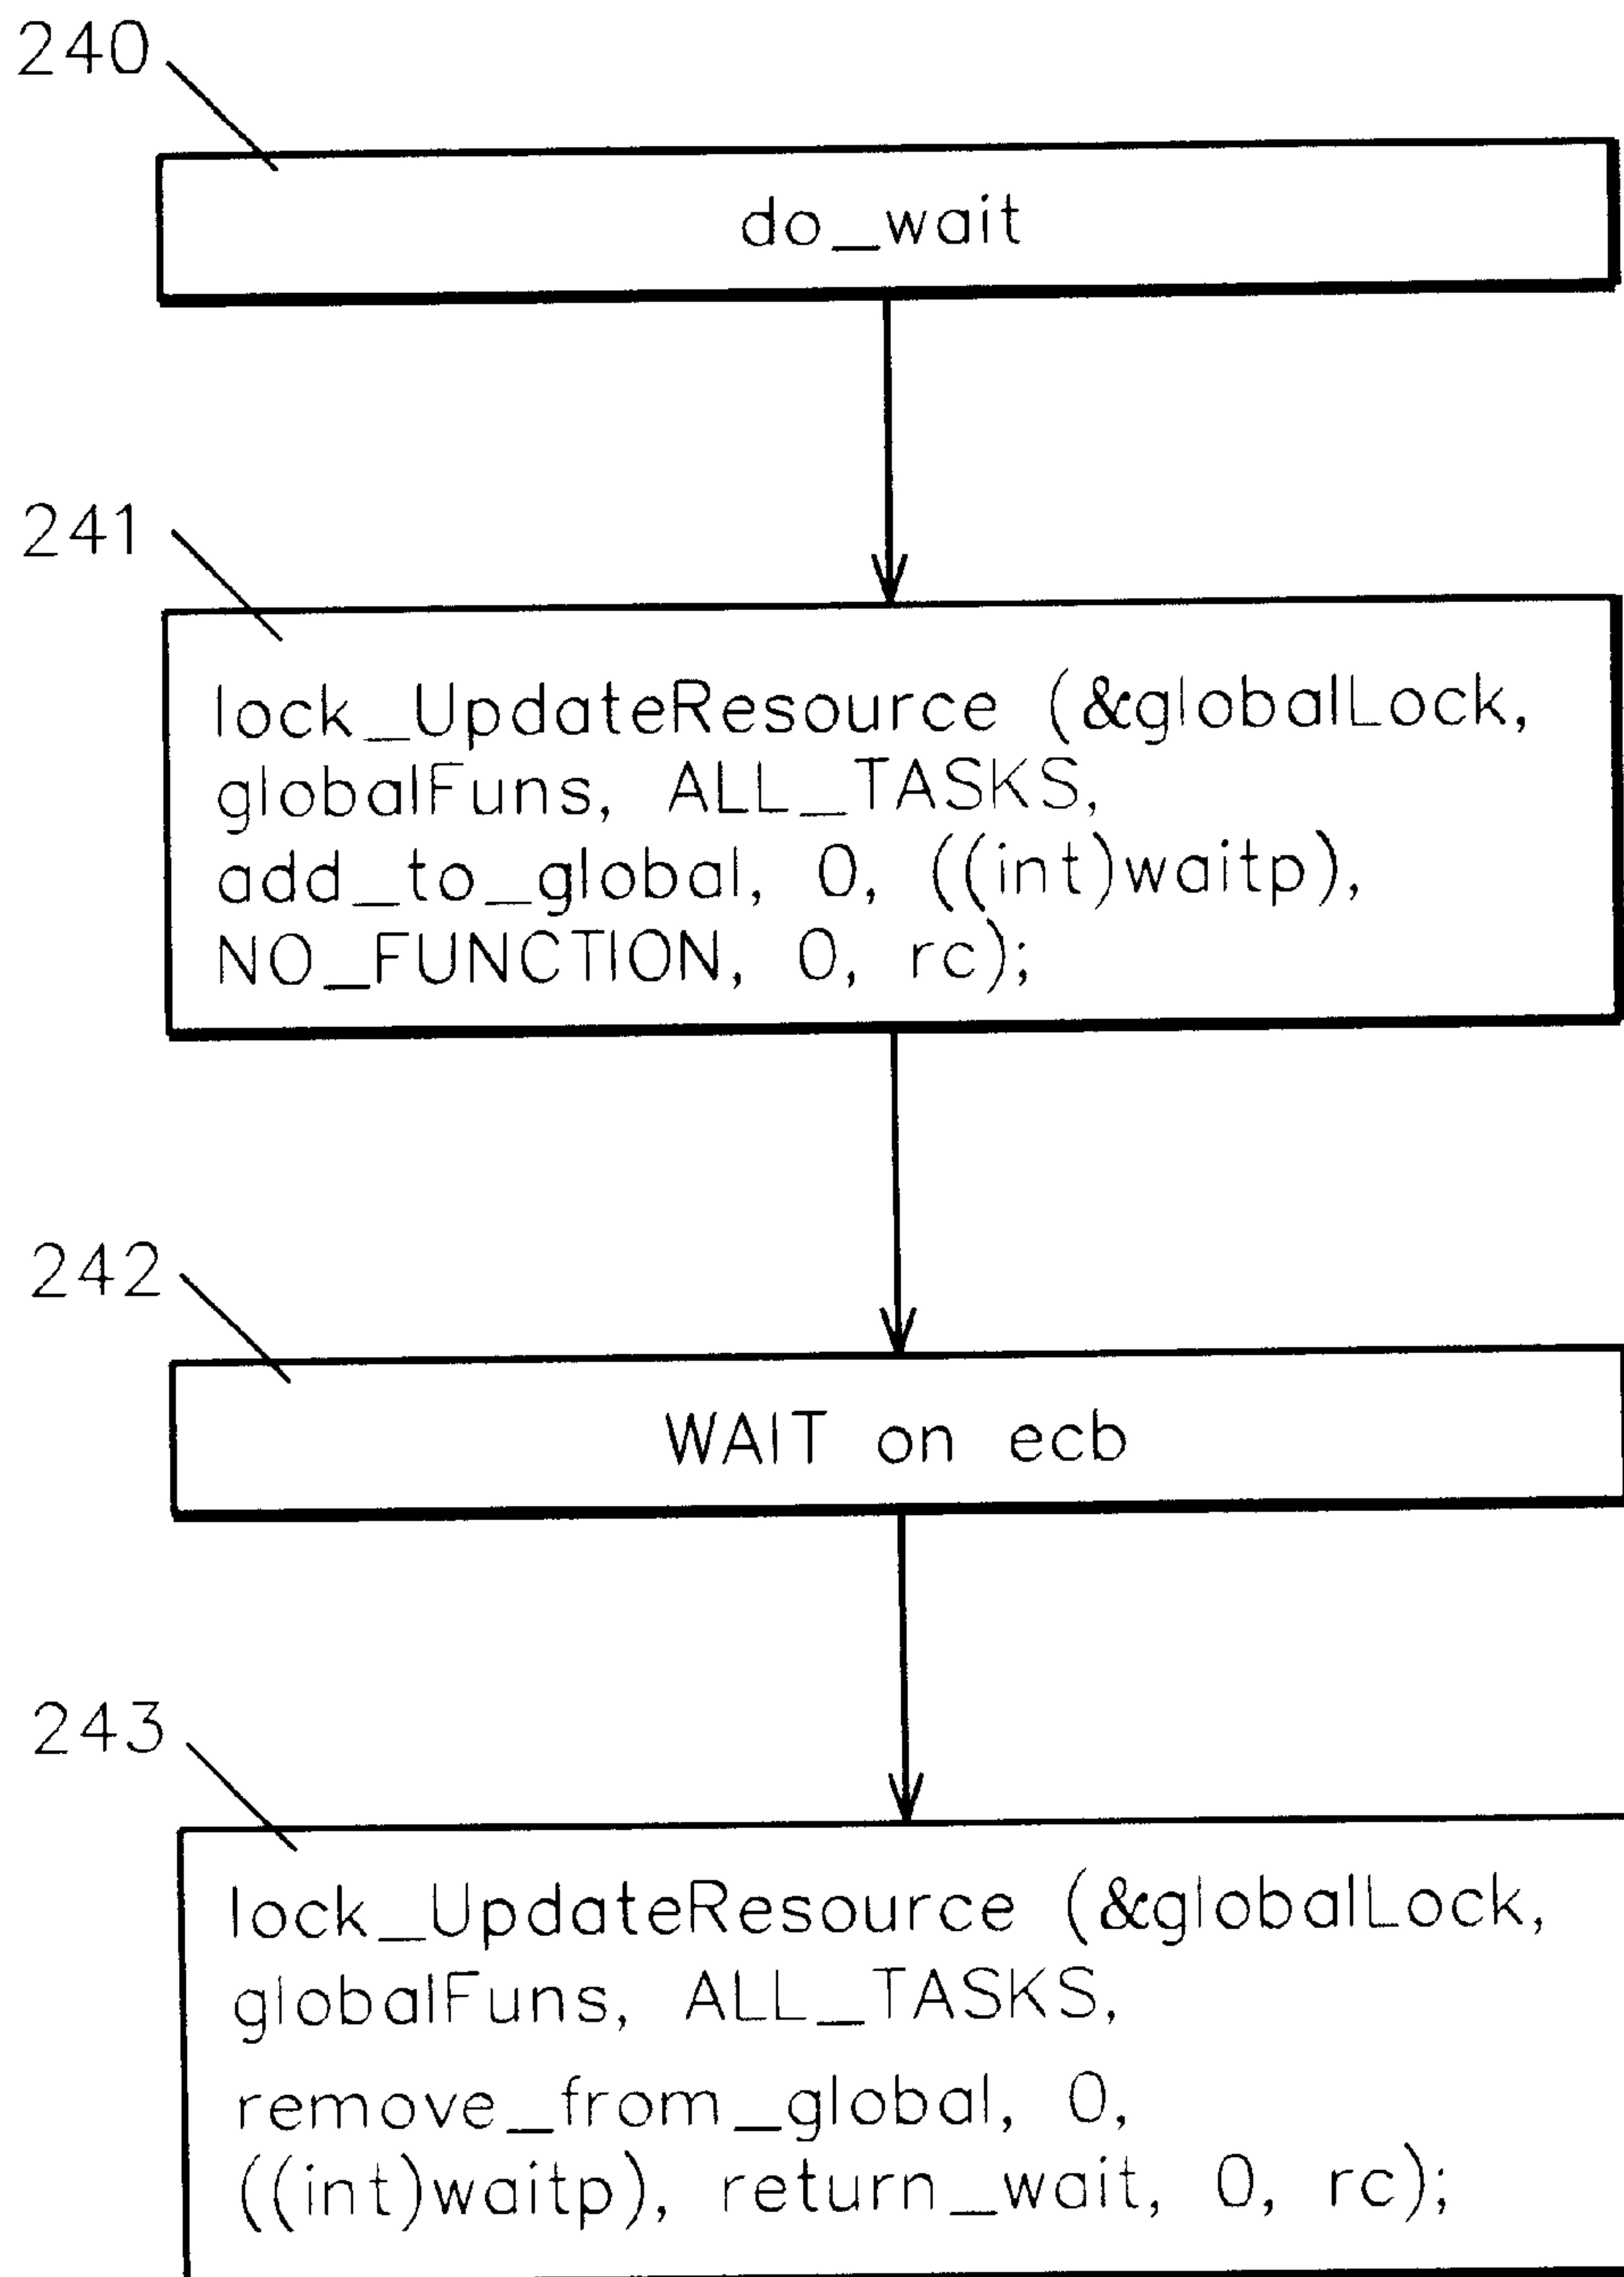 240
do_wait
241
lock_UpdateResource (&globalLock,
globalFuns, ALL_TASKS,
add_to_global, 0, ((int)waitp),
NO_FUNCTION, 0, rc);
242
WAIT on ecb
243
lock_UpdateResource (&globalLock,
globalFuns, ALL_TASKS,
remove_from_global, 0,
((int)waitp), return_wait, 0, rc);